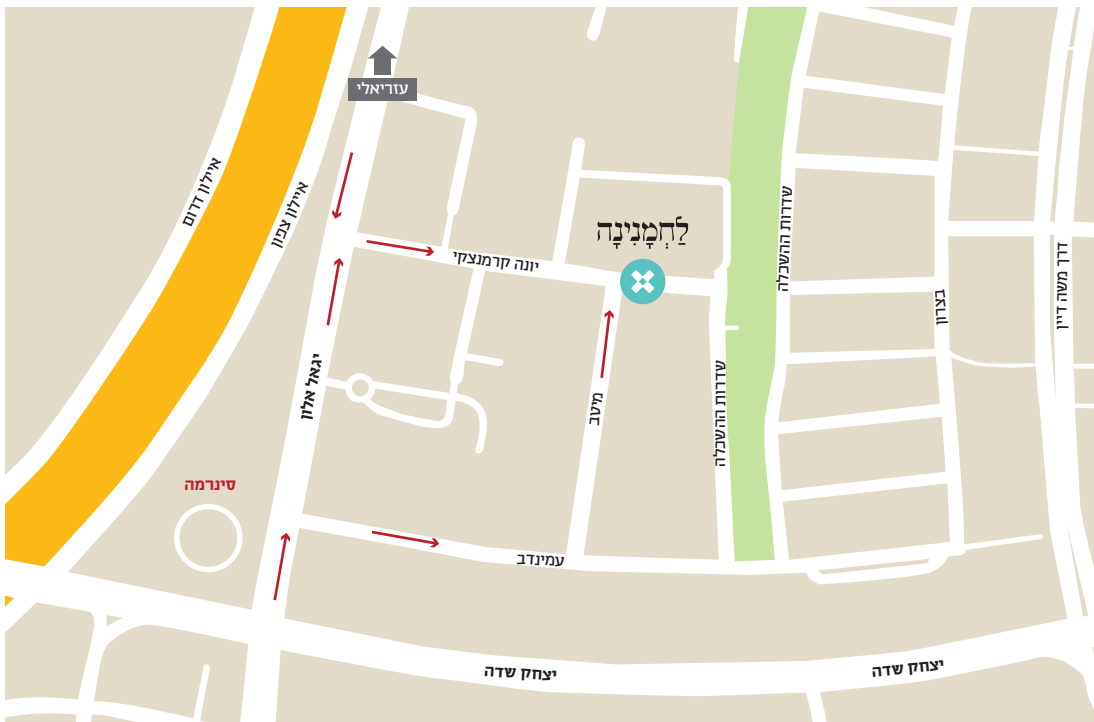 עזריאלי
איילון דרום
איילון צפון
לַחְמָנִינָה
שדרות ההשכלה
יונה קרמנצקי
דרך משה דיין
ביצרון
יגאל אלון
מיטב
שדרות ההשכלה
סינרמה
עמינדב
יצחק שדה
יצחק שדה